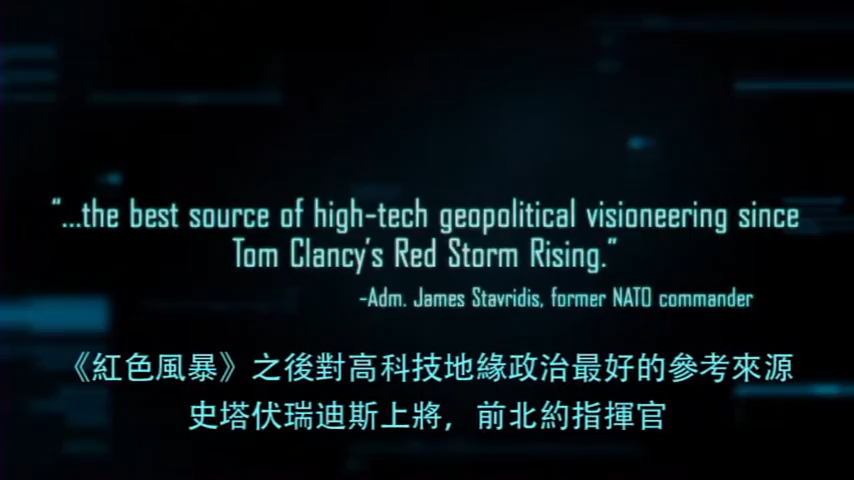 “...the best source of high-tech geopolitical visioneering since
Tom Clancy’s Red Storm Rising.”
-Adm. James Stavridis, former NATO commander
《紅色風暴》之後對高科技地緣政治最好的參考來源
史塔伏瑞迪斯上將，前北約指揮官